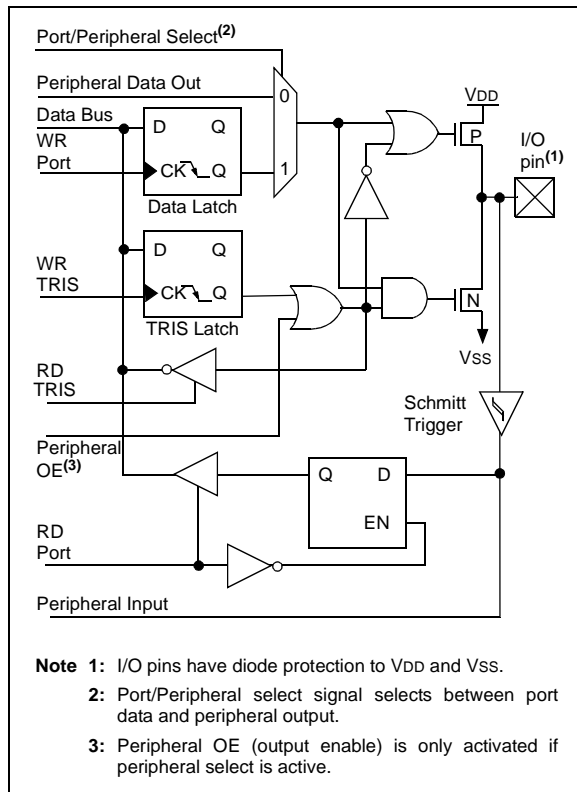 Port/Peripheral Select(2)
Peripheral Data Out
0
VDD
Data Bus
D Q
P
I/O
pin(1)
WR
Port
1
CK Q
Data Latch
D Q
WR
TRIS
CK Q
N
TRIS Latch
VSS
RD
TRIS
Schmitt
Trigger
Peripheral
OE(3)
Q D
EN
RD
Port
Peripheral Input
Note 1: I/O pins have diode protection to VDD and VSS.
2: Port/Peripheral select signal selects between port
data and peripheral output.
3: Peripheral OE (output enable) is only activated if
peripheral select is active.